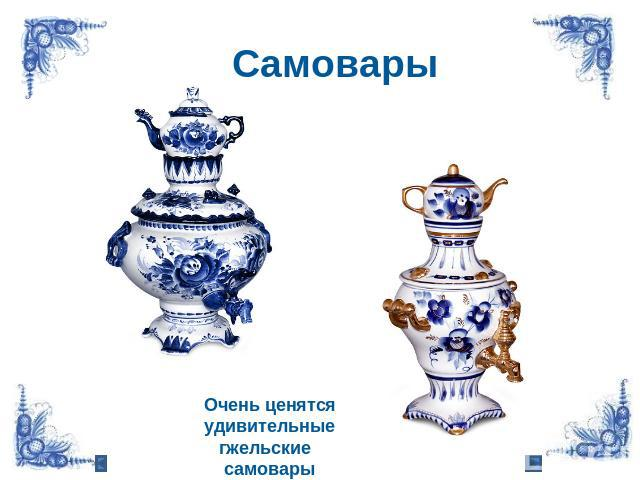 Самовары
Очень ценятся
удивительные
гжельские
самовары